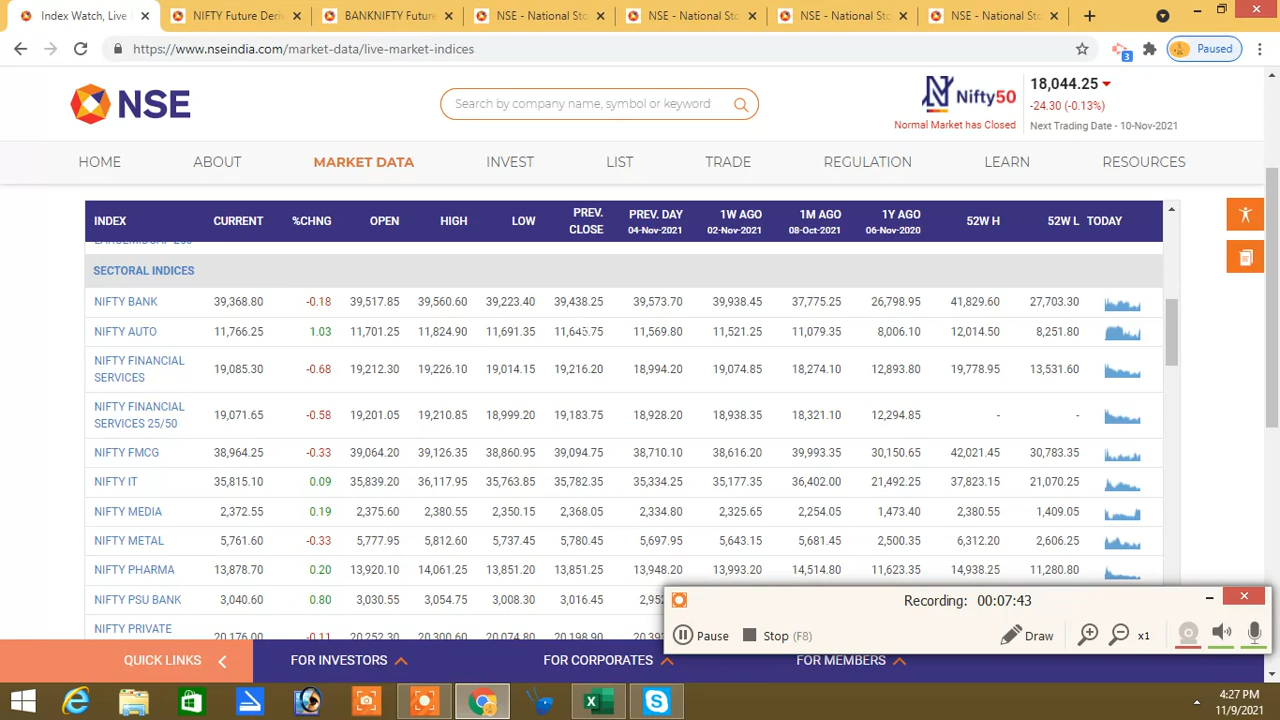 Index Watch, Live
NIFTY Future Deri
BANKNIFTY Future
NSE - National Sto
NSE - National Sto
NSE - National Sto
NSE - National Sto
https://www.nseindia.com/market-data/live-market-indices
3
Paused
NSE
Search by company name, symbol or keyword
Nifty50
Normal Market has Closed
18,044.25
-24.30 (-0.13%)
Next Trading Date - 10-Nov-2021
HOME ABOUT MARKET DATA INVEST LIST TRADE REGULATION LEARN RESOURCES
INDEX CURRENT %CHNG OPEN HIGH LOW PREV. CLOSE PREV. DAY 04-Nov-2021 1W AGO 02-Nov-2021 1M AGO 08-Oct-2021 1Y AGO 06-Nov-2020 52W H 52W L TODAY
SECTORAL INDICES
NIFTY BANK 39,368.80 -0.18 39,517.85 39,560.60 39,223.40 39,438.25 39,573.70 39,938.45 37,775.25 26,798.95 41,829.60 27,703.30
NIFTY AUTO 11,766.25 1.03 11,701.25 11,824.90 11,691.35 11,645.75 11,569.80 11,521.25 11,079.35 8,006.10 12,014.50 8,251.80
NIFTY FINANCIAL SERVICES 19,085.30 -0.68 19,212.30 19,226.10 19,014.15 19,216.20 18,994.20 19,074.85 18,274.10 12,893.80 19,778.95 13,531.60
NIFTY FINANCIAL SERVICES 25/50 19,071.65 -0.58 19,201.05 19,210.85 18,999.20 19,183.75 18,928.20 18,938.35 18,321.10 12,294.85 - -
NIFTY FMCG 38,964.25 -0.33 39,064.20 39,126.35 38,860.95 39,094.75 38,710.10 38,616.20 39,993.35 30,150.65 42,021.45 30,783.35
NIFTY IT 35,815.10 0.09 35,839.20 36,117.95 35,763.85 35,782.35 35,334.25 35,177.35 36,402.00 21,492.25 37,823.15 21,070.25
NIFTY MEDIA 2,372.55 0.19 2,375.60 2,380.55 2,350.15 2,368.05 2,334.80 2,325.65 2,254.05 1,473.40 2,380.55 1,409.05
NIFTY METAL 5,761.60 -0.33 5,777.95 5,812.60 5,737.45 5,780.45 5,697.95 5,643.15 5,681.45 2,500.35 6,312.20 2,606.25
NIFTY PHARMA 13,878.70 0.20 13,920.10 14,061.25 13,851.20 13,851.25 13,948.20 13,993.20 14,514.80 11,623.35 14,938.25 11,280.80
NIFTY PSU BANK 3,040.60 0.80 3,030.55 3,054.75 3,008.30 3,016.45
NIFTY PRIVATE 20,176.00 -0.11 20,252.30 20,300.60 20,074.80 20,198.90
Recording: 00:07:43
Pause Stop (F8) Draw x1
QUICK LINKS FOR INVESTORS FOR CORPORATES FOR MEMBERS
4:27 PM
11/9/2021